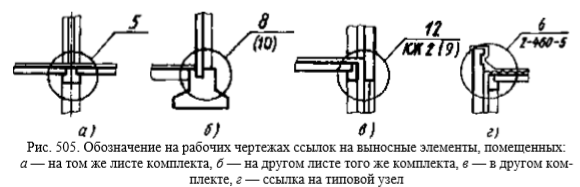 5
8
(10)
12
КЖ 2 (9)
6
2-460-5
а)
б)
в)
г)
Рис. 505. Обозначение на рабочих чертежах ссылок на выносные элементы, помещенных:
а — на том же листе комплекта, б — на другом листе того же комплекта, в — в другом ком-
плекте, г — ссылка на типовой узел